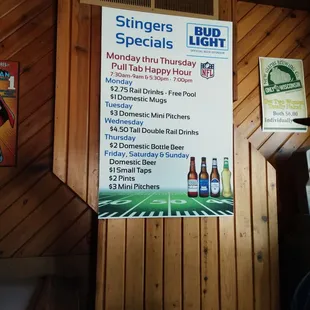 Stingers
Specials
BUD
LIGHT
NFL
Monday thru Thursday
Pull Tab Happy Hour
7:30am-9am & 5:30pm - 7:00pm
Monday
$2.75 Rail Drinks - Free Pool
$1 Domestic Mugs
Tuesday
$3 Domestic Mini Pitchers
Wednesday
$4.50 Tall Double Rail Drinks
Thursday
$2 Domestic Bottle Beer
Friday, Saturday & Sunday
Domestic Beer
$1 Small Taps
$2 Pints
$3 Mini Pitchers
50